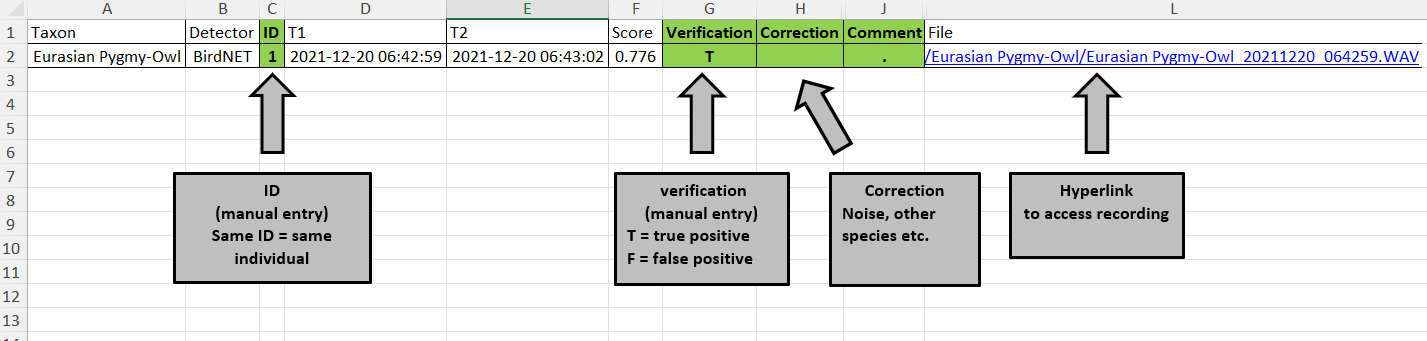 A B C D E F G H J L
1 Taxon Detector ID T1 T2 Score Verification Correction Comment File
2 Eurasian Pygmy-Owl BirdNET 1 2021-12-20 06:42:59 2021-12-20 06:43:02 0.776 T . /Eurasian Pygmy-Owl/Eurasian Pygmy-Owl_20211220_064259.WAV
3
4
5
6
7
8
9
10
11
12
13
ID
(manual entry)
Same ID = same
individual
verification
(manual entry)
T = true positive
F = false positive
Correction
Noise, other
species etc.
Hyperlink
to access recording